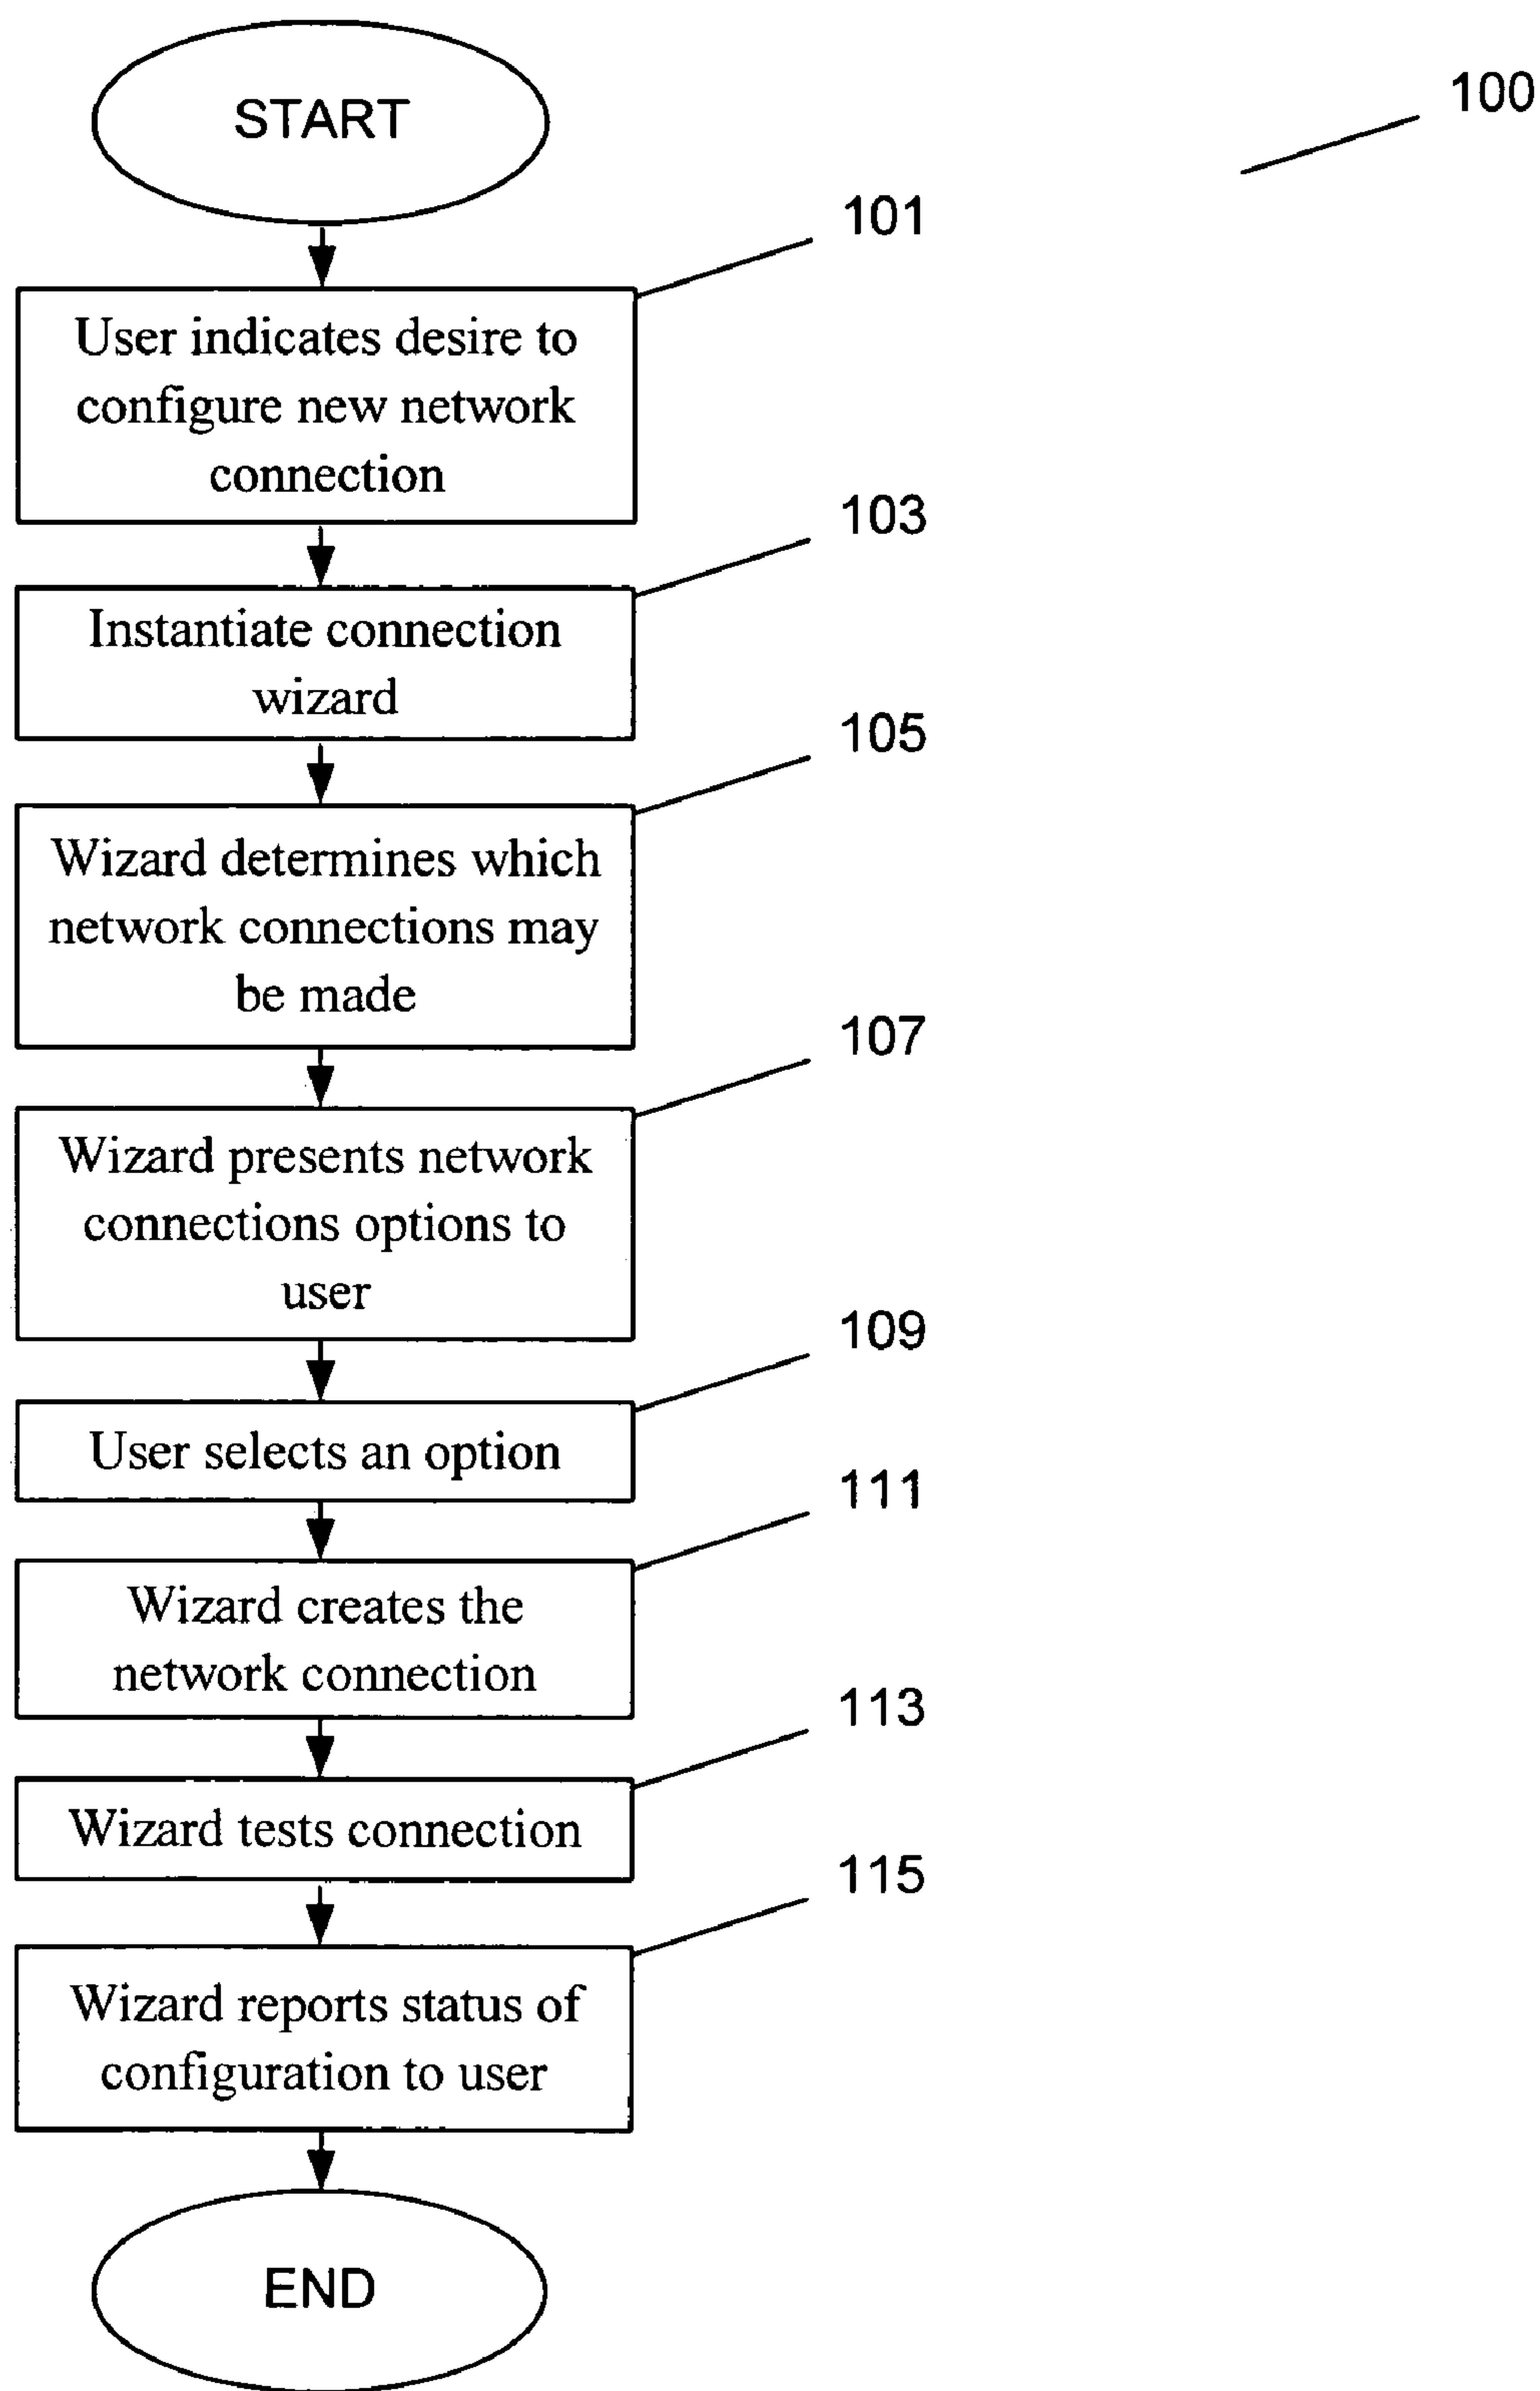 START
100
101
User indicates desire to
configure new network
connection
103
Instantiate connection
wizard
105
Wizard determines which
network connections may
be made
107
Wizard presents network
connections options to
user
109
User selects an option
111
Wizard creates the
network connection
113
Wizard tests connection
115
Wizard reports status of
configuration to user
END